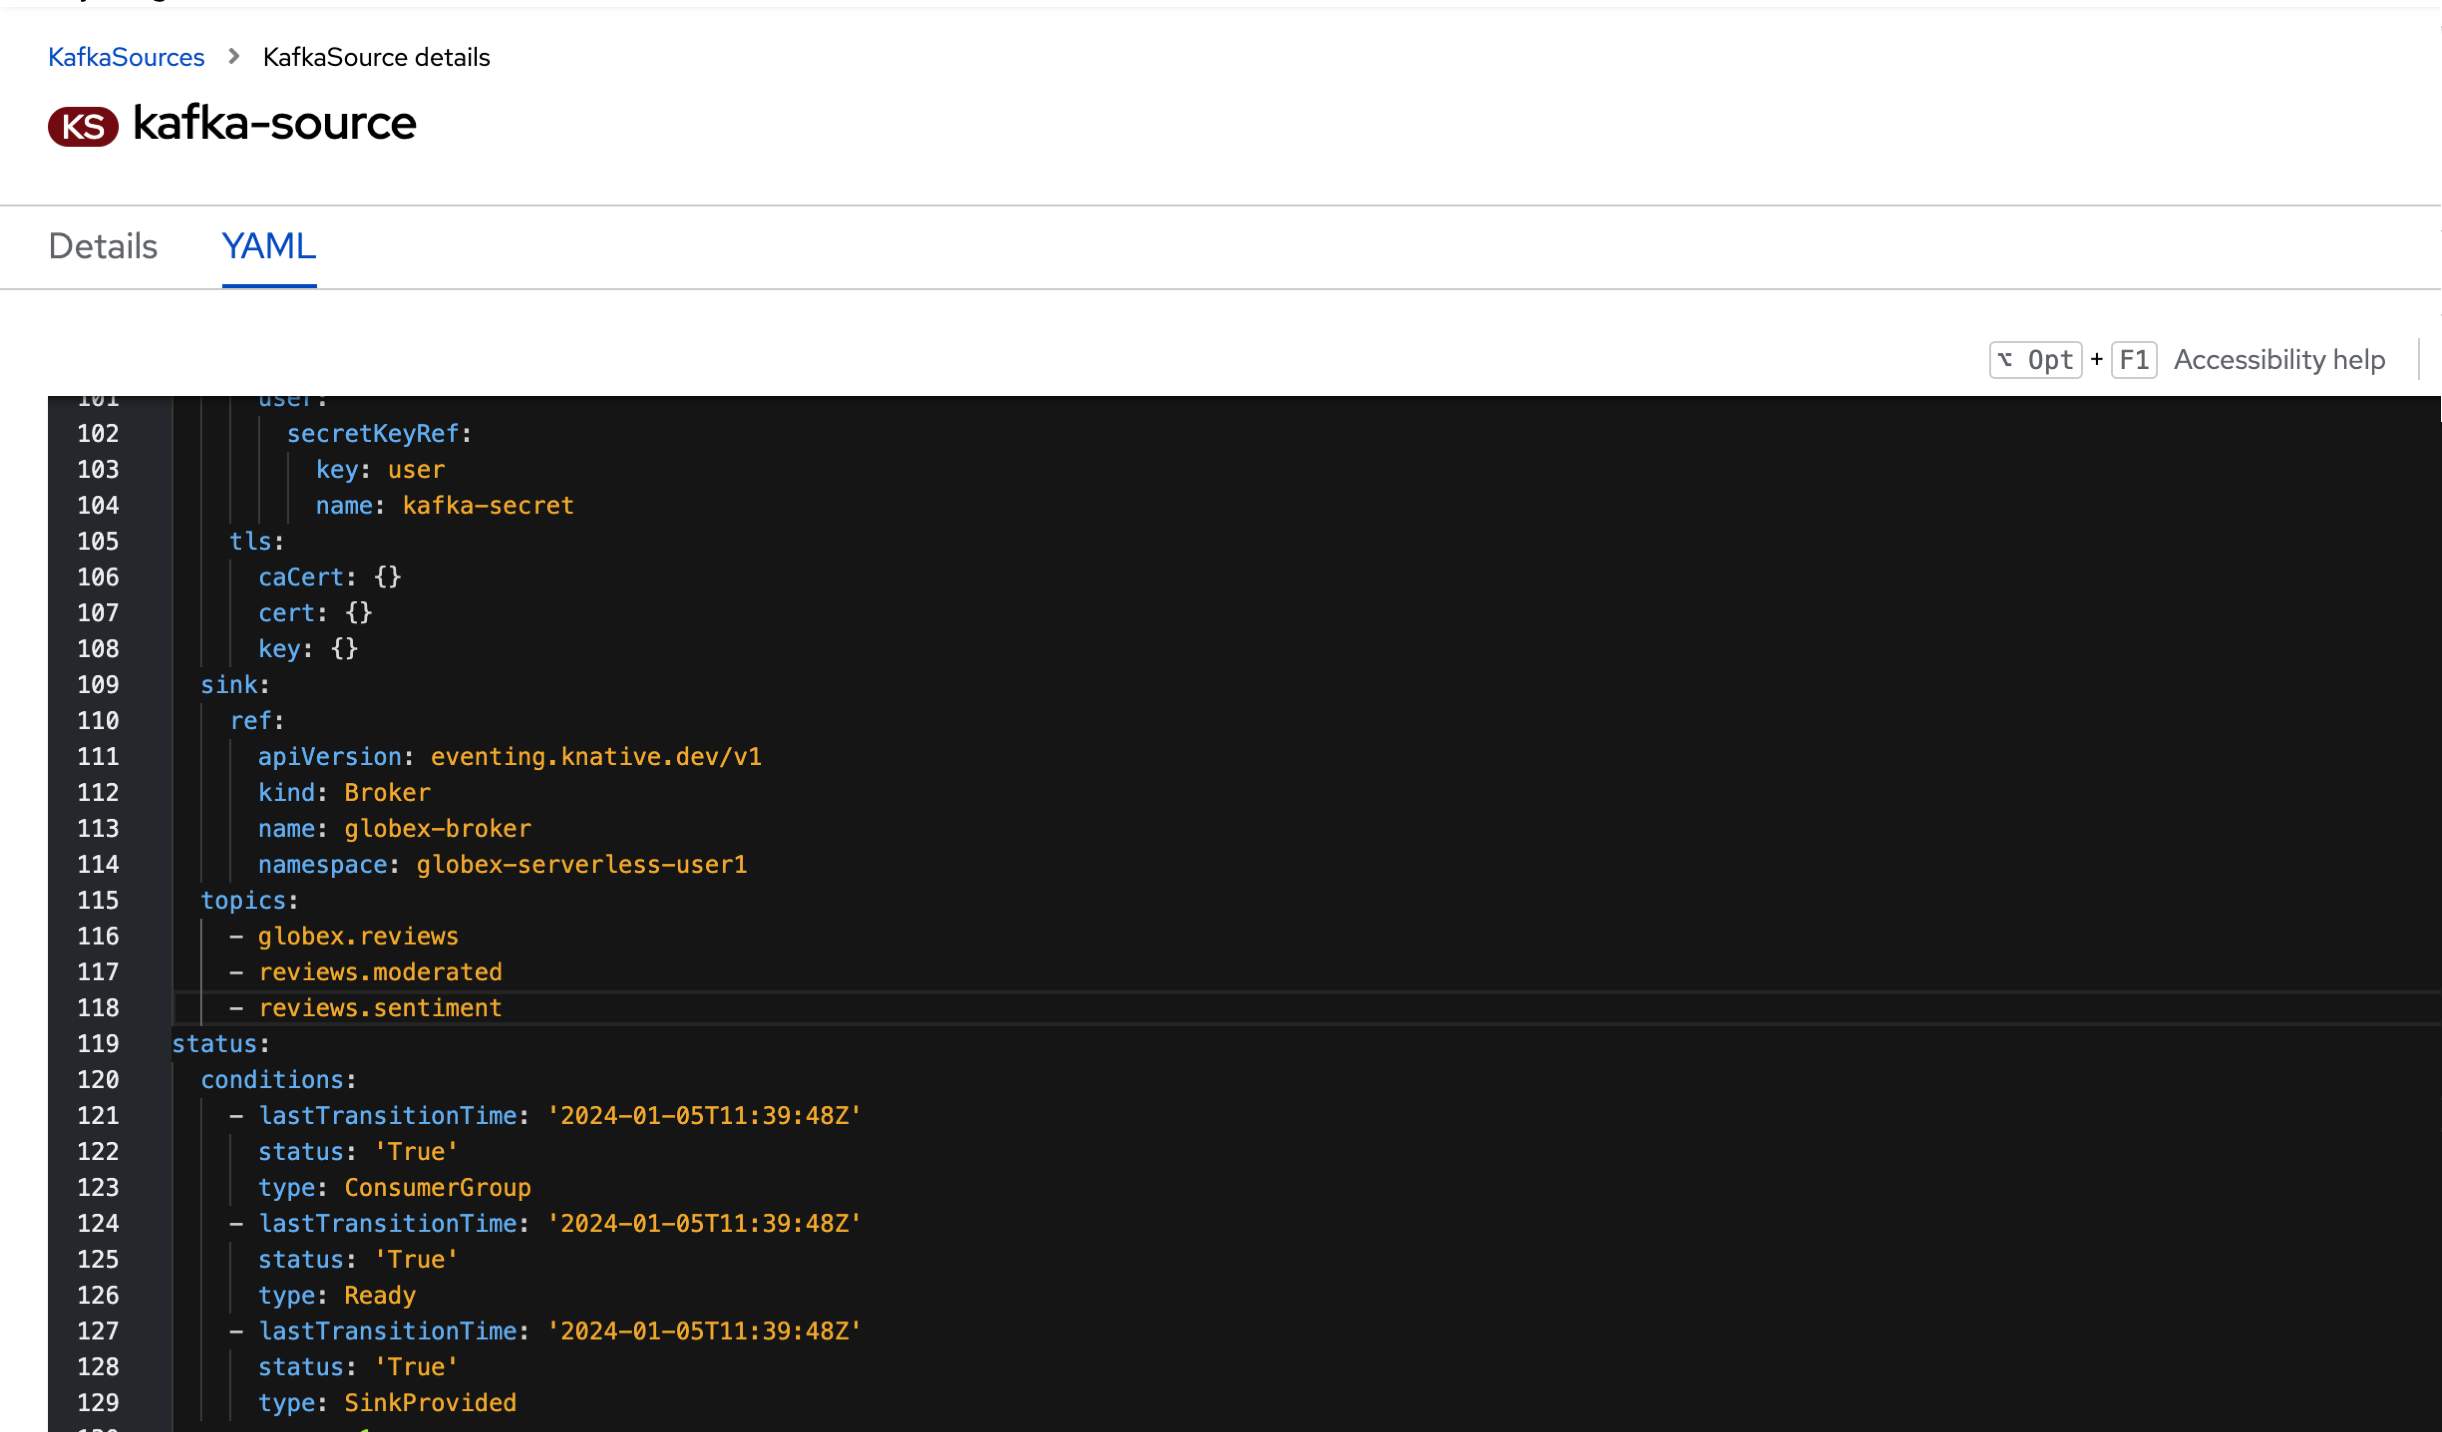 KafkaSources > KafkaSource details
KS kafka-source
Details YAML
⌥ Opt + F1 Accessibility help
101 user:
102 secretKeyRef:
103 key: user
104 name: kafka-secret
105 tls:
106 caCert: {}
107 cert: {}
108 key: {}
109 sink:
110 ref:
111 apiVersion: eventing.knative.dev/v1
112 kind: Broker
113 name: globex-broker
114 namespace: globex-serverless-user1
115 topics:
116 - globex.reviews
117 - reviews.moderated
118 - reviews.sentiment
119 status:
120 conditions:
121 - lastTransitionTime: '2024-01-05T11:39:48Z'
122 status: 'True'
123 type: ConsumerGroup
124 - lastTransitionTime: '2024-01-05T11:39:48Z'
125 status: 'True'
126 type: Ready
127 - lastTransitionTime: '2024-01-05T11:39:48Z'
128 status: 'True'
129 type: SinkProvided